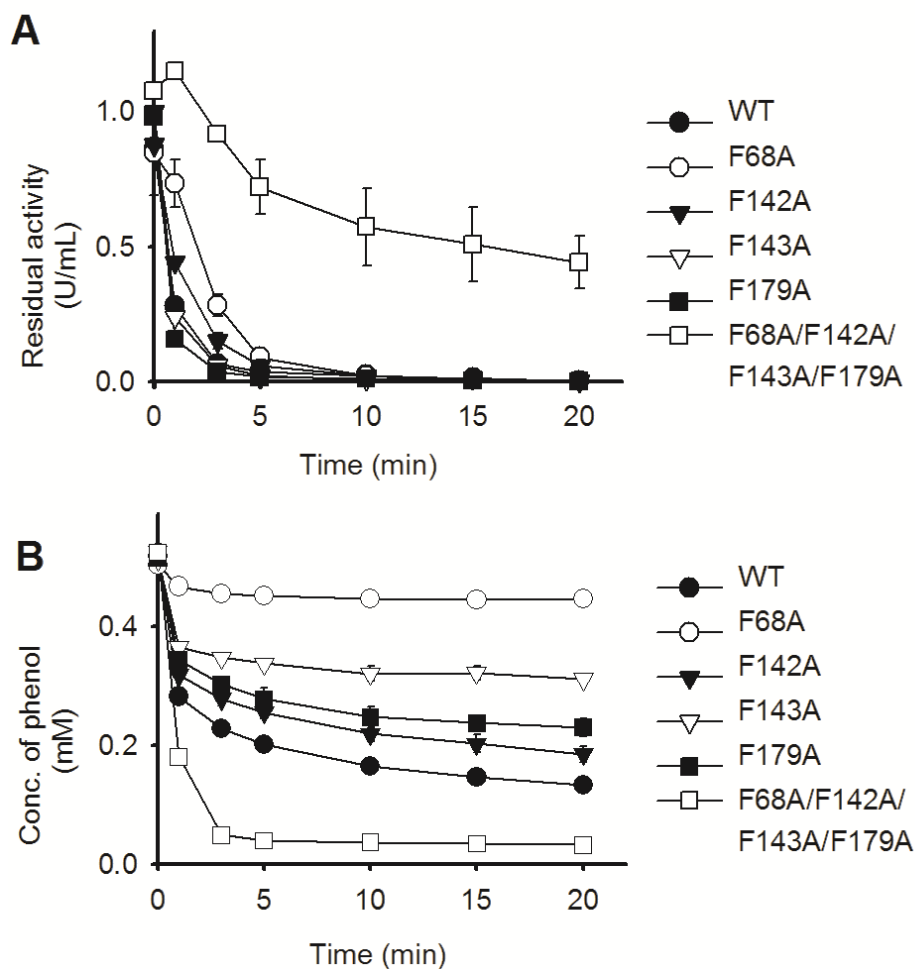 A
Residual activity
(U/mL)
1.0
0.5
0.0
0
5
10
15
20
Time (min)
WT
F68A
F142A
F143A
F179A
F68A/F142A/
F143A/F179A
B
Conc. of phenol
(mM)
0.4
0.2
0.0
0
5
10
15
20
Time (min)
WT
F68A
F142A
F143A
F179A
F68A/F142A/
F143A/F179A